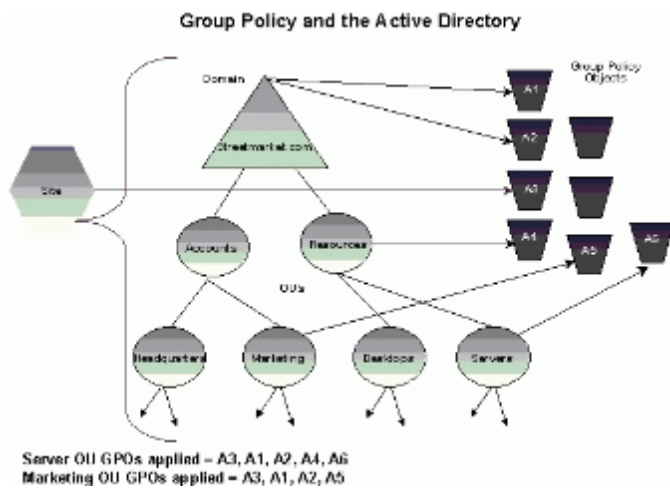 Group Policy and the Active Directory
Domain
Group Policy
Objects
A1
Streetmarket.com
A2
Site
A3
Accounts
Resources
A4
A5
OUs
Headquarters
Marketing
Desktops
Servers
Server OU GPOs applied – A3, A1, A2, A4, A6
Marketing OU GPOs applied – A3, A1, A2, A5